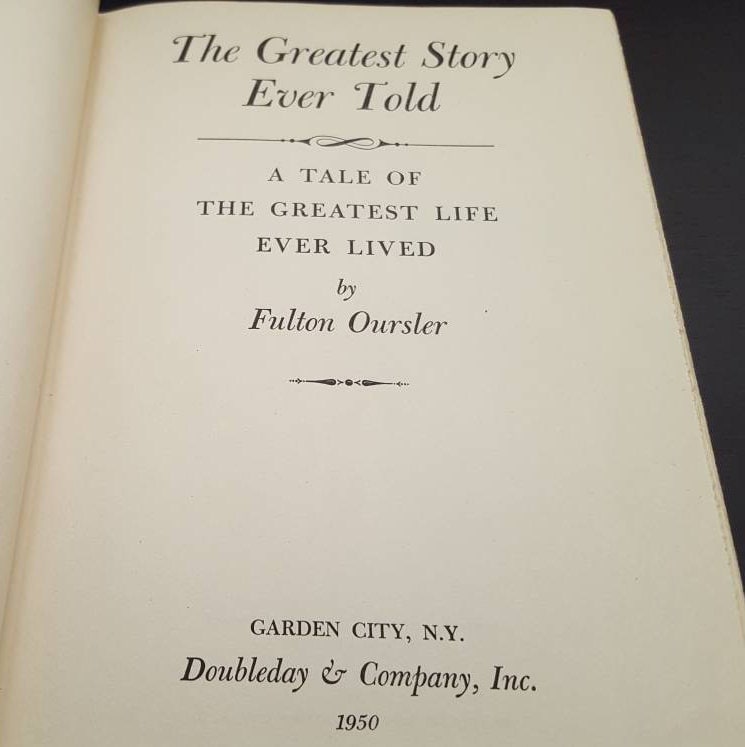 The Greatest Story
Ever Told
A TALE OF
THE GREATEST LIFE
EVER LIVED
by
Fulton Oursler
GARDEN CITY, N.Y.
Doubleday & Company, Inc.
1950